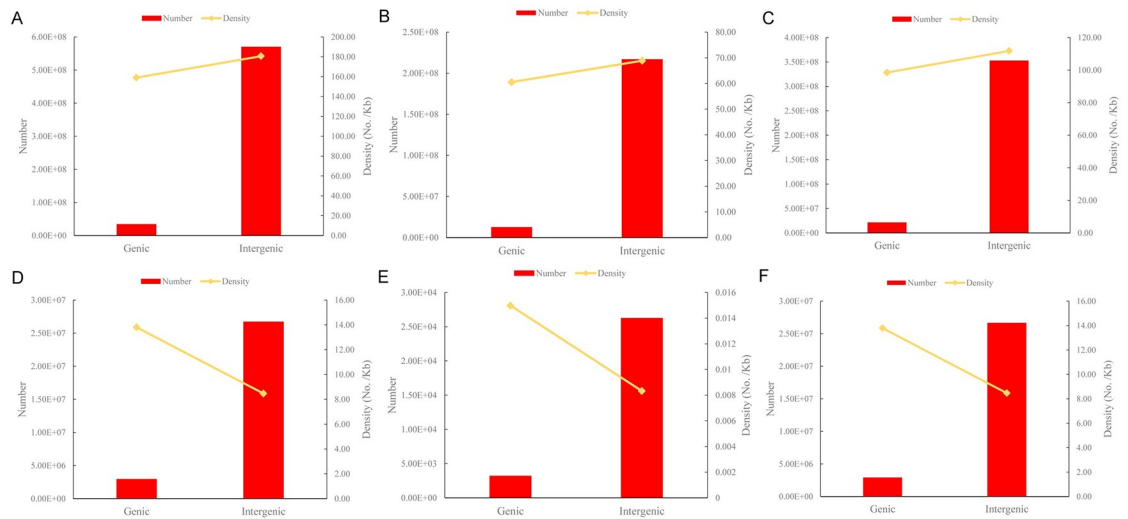 A
Number Density
6.00E+08
5.00E+08
4.00E+08
3.00E+08
2.00E+08
1.00E+08
0.00E+00
200.00
180.00
160.00
140.00
120.00
100.00
80.00
60.00
40.00
20.00
0.00
Number
Density (No. /Kb)
Genic Intergenic
B
Number Density
2.50E+08
2.00E+08
1.50E+08
1.00E+08
5.00E+07
0.00E+00
80.00
70.00
60.00
50.00
40.00
30.00
20.00
10.00
0.00
Number
Density (No. /Kb)
Genic Intergenic
C
Number Density
4.00E+08
3.50E+08
3.00E+08
2.50E+08
2.00E+08
1.50E+08
1.00E+08
5.00E+07
0.00E+00
120.00
100.00
80.00
60.00
40.00
20.00
0.00
Number
Density (No. /Kb)
Genic Intergenic
D
Number Density
3.00E+07
2.50E+07
2.00E+07
1.50E+07
1.00E+07
5.00E+06
0.00E+00
16.00
14.00
12.00
10.00
8.00
6.00
4.00
2.00
0.00
Number
Density (No. /Kb)
Genic Intergenic
E
Number Density
3.00E+04
2.50E+04
2.00E+04
1.50E+04
1.00E+04
5.00E+03
0.00E+00
0.016
0.014
0.012
0.01
0.008
0.006
0.004
0.002
0
Number
Density (No. /Kb)
Genic Intergenic
F
Number Density
3.00E+07
2.50E+07
2.00E+07
1.50E+07
1.00E+07
5.00E+06
0.00E+00
16.00
14.00
12.00
10.00
8.00
6.00
4.00
2.00
0.00
Number
Density (No. /Kb)
Genic Intergenic